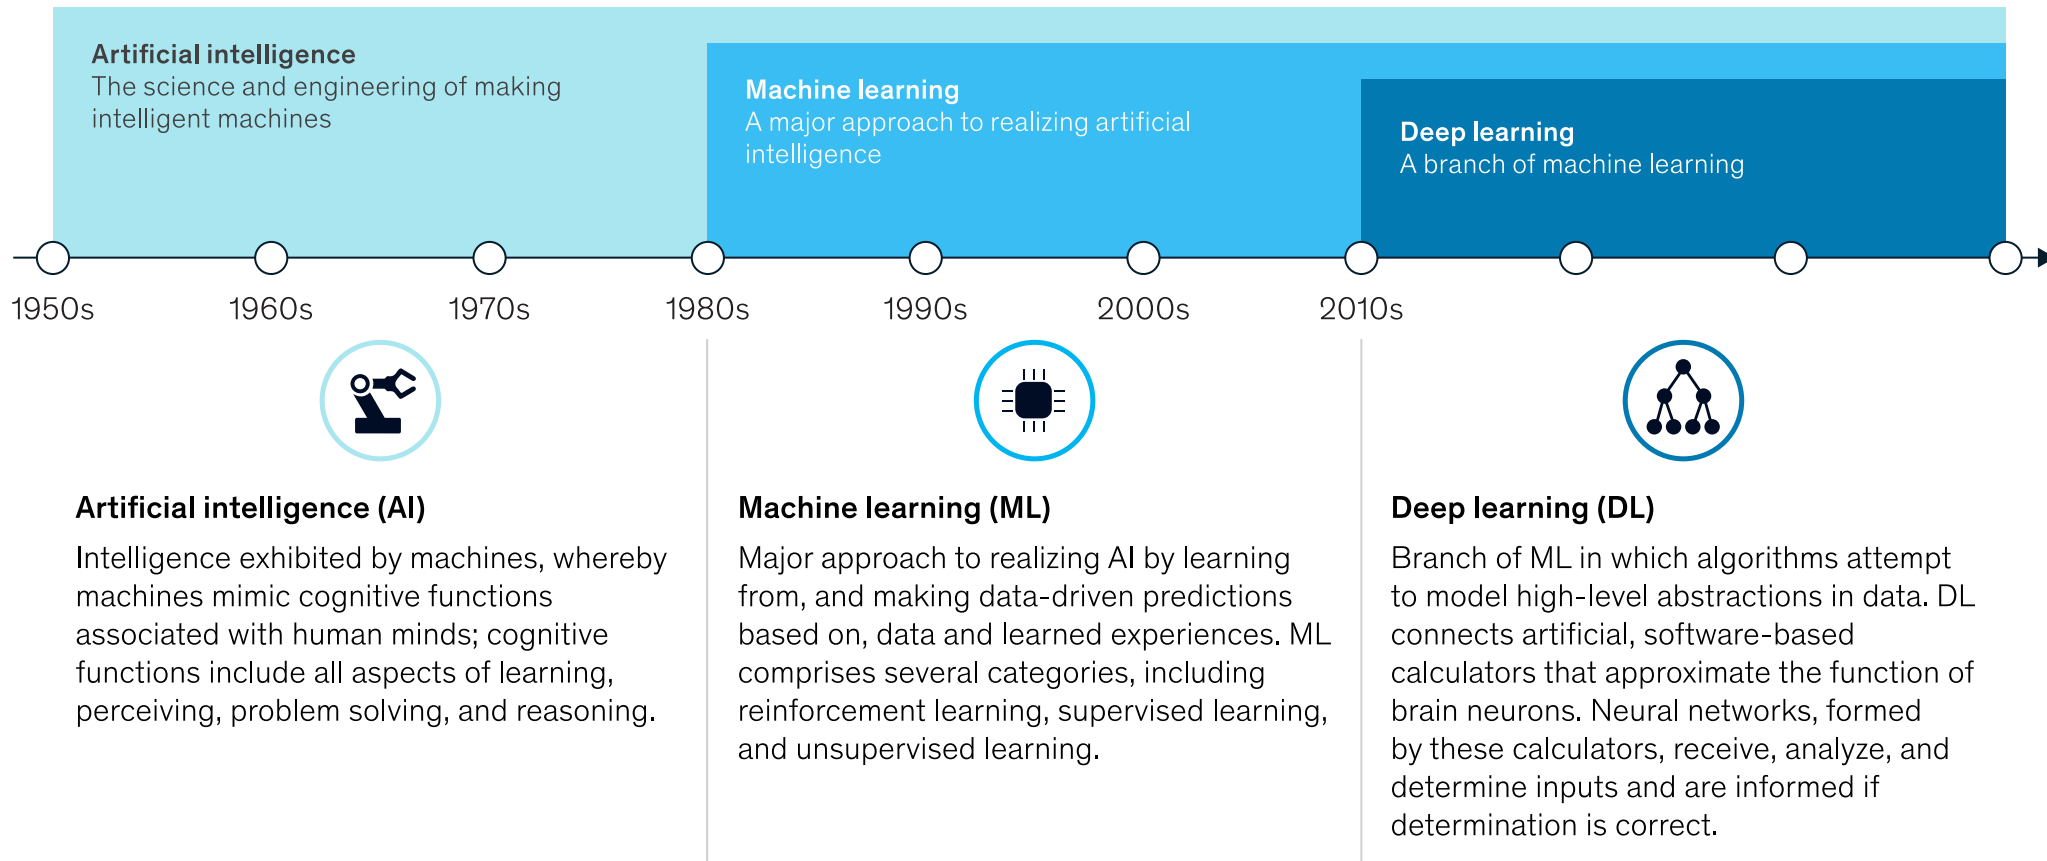 Artificial intelligence
The science and engineering of making
intelligent machines
Machine learning
A major approach to realizing artificial
intelligence
Deep learning
A branch of machine learning
1950s 1960s 1970s 1980s 1990s 2000s 2010s
Artificial intelligence (AI)
Intelligence exhibited by machines, whereby
machines mimic cognitive functions
associated with human minds; cognitive
functions include all aspects of learning,
perceiving, problem solving, and reasoning.
Machine learning (ML)
Major approach to realizing AI by learning
from, and making data-driven predictions
based on, data and learned experiences. ML
comprises several categories, including
reinforcement learning, supervised learning,
and unsupervised learning.
Deep learning (DL)
Branch of ML in which algorithms attempt
to model high-level abstractions in data. DL
connects artificial, software-based
calculators that approximate the function of
brain neurons. Neural networks, formed
by these calculators, receive, analyze, and
determine inputs and are informed if
determination is correct.